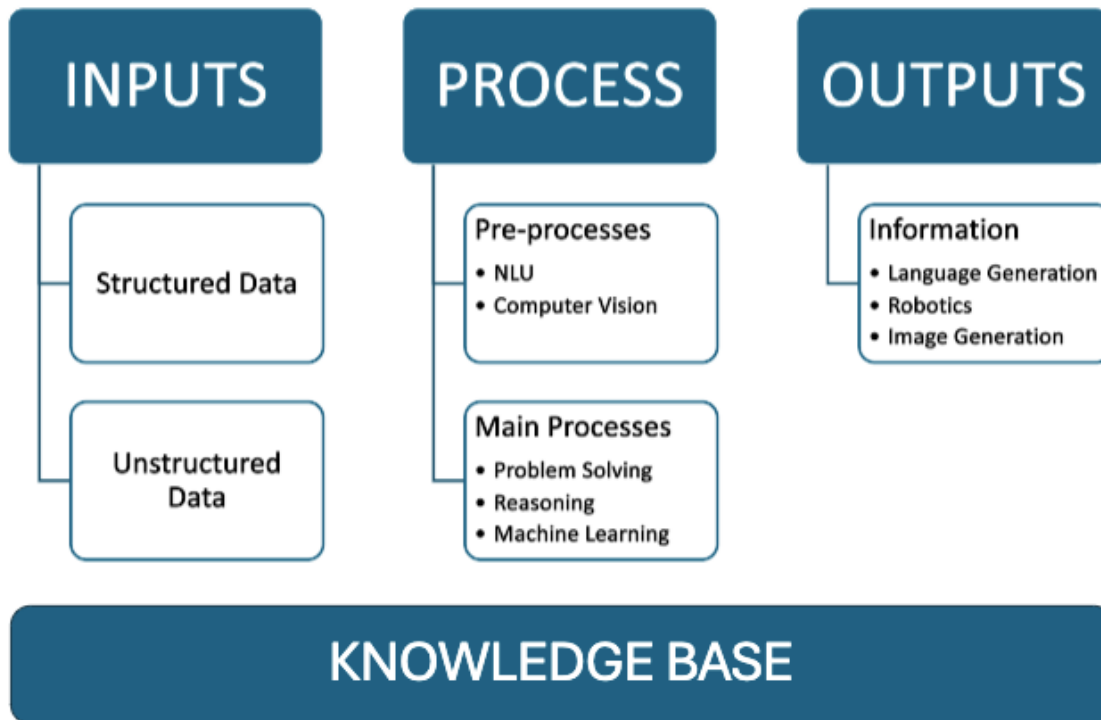 INPUTS
Structured Data
Unstructured
Data
PROCESS
Pre-processes
• NLU
• Computer Vision
Main Processes
• Problem Solving
• Reasoning
• Machine Learning
OUTPUTS
Information
• Language Generation
• Robotics
• Image Generation
KNOWLEDGE BASE